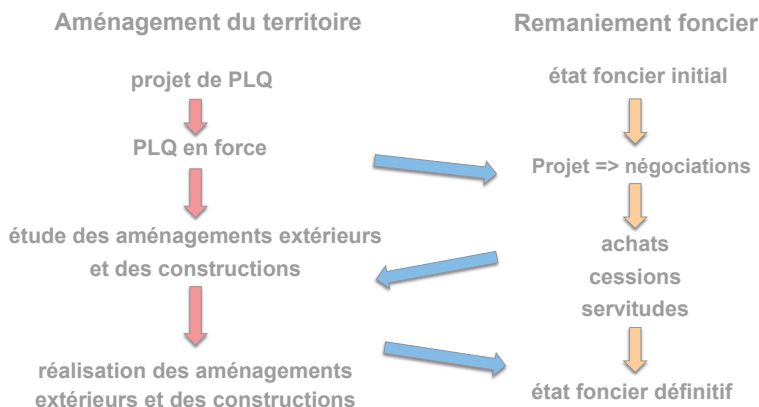 Aménagement du territoire
projet de PLQ
PLQ en force
étude des aménagements extérieurs
et des constructions
réalisation des aménagements
extérieurs et des constructions
Remaniement foncier
état foncier initial
Projet => négociations
achats
cessions
servitudes
état foncier définitif